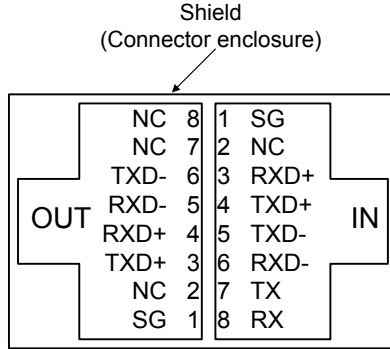 Shield
(Connector enclosure)
NC 8 1 SG
NC 7 2 NC
TXD- 6 3 RXD+
RXD- 5 4 TXD+
OUT IN
RXD+ 4 5 TXD-
TXD+ 3 6 RXD-
NC 2 7 TX
SG 1 8 RX